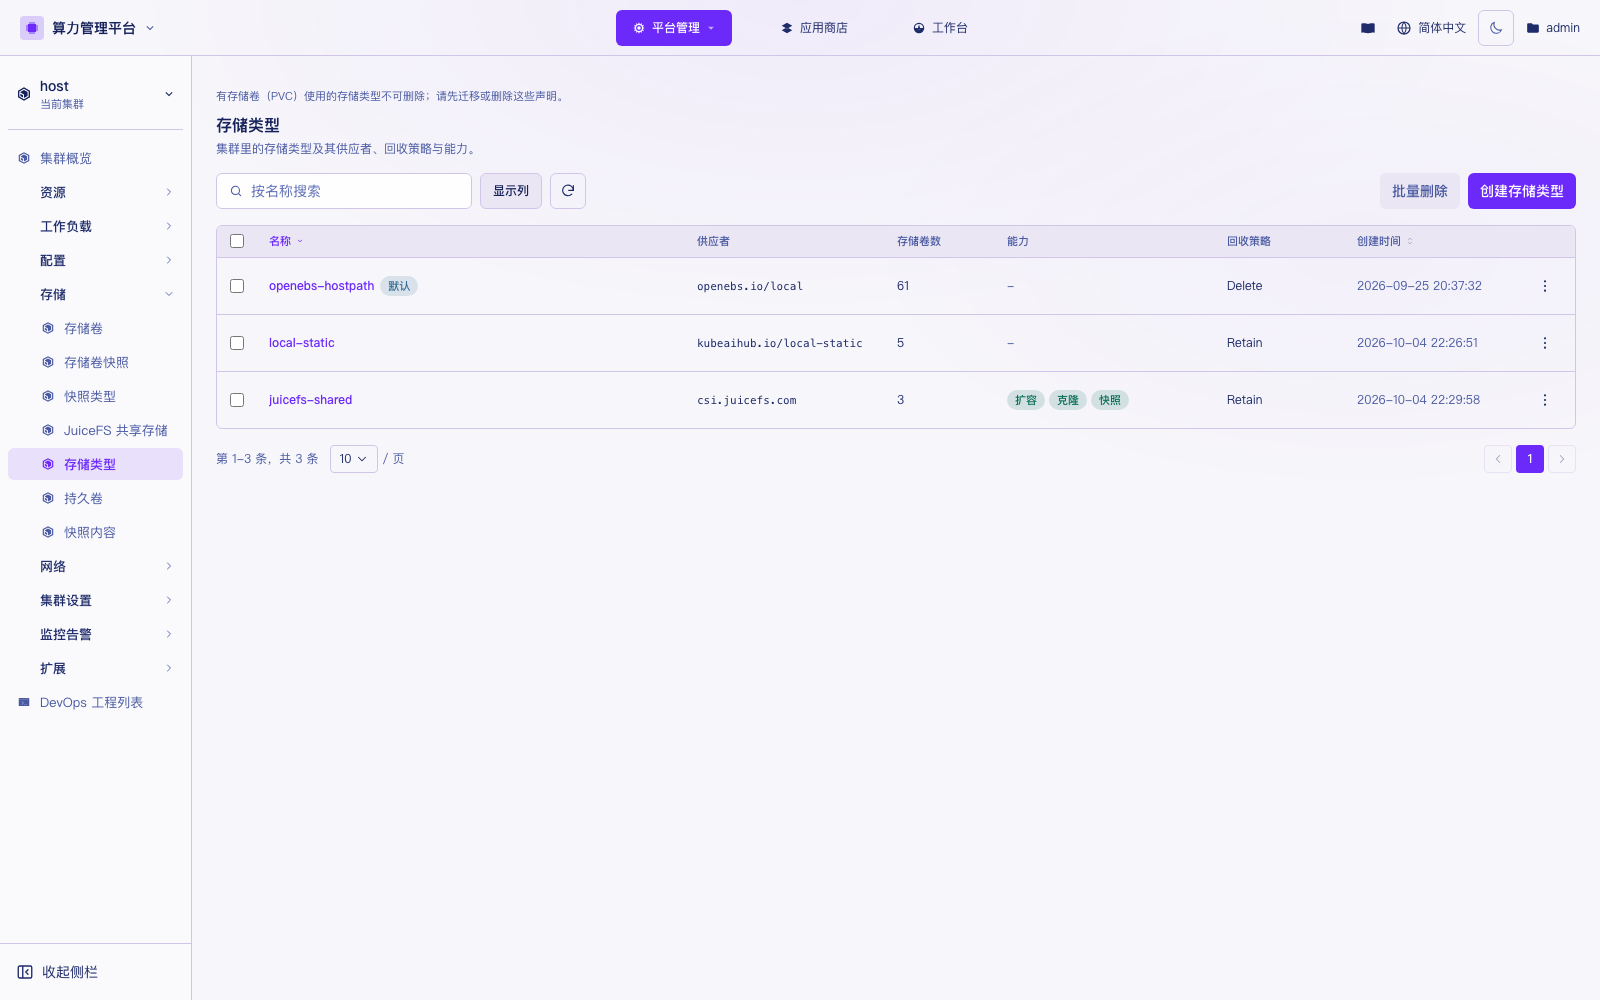 算力管理平台
平台管理
应用商店
工作台
简体中文
admin
host
当前集群
集群概览
资源
工作负载
配置
存储
存储卷
存储卷快照
快照类型
JuiceFS 共享存储
存储类型
持久卷
快照内容
网络
集群设置
监控告警
扩展
DevOps 工程列表
收起侧栏
有存储卷（PVC）使用的存储类型不可删除；请先迁移或删除这些声明。
存储类型
集群里的存储类型及其供应者、回收策略与能力。
按名称搜索 显示列 批量删除 创建存储类型
名称 供应者 存储卷数 能力 回收策略 创建时间
openebs-hostpath 默认 openebs.io/local 61 – Delete 2026-09-25 20:37:32
local-static kubeaihub.io/local-static 5 – Retain 2026-10-04 22:26:51
juicefs-shared csi.juicefs.com 3 扩容 克隆 快照 Retain 2026-10-04 22:29:58
第 1-3 条，共 3 条 10 / 页 1